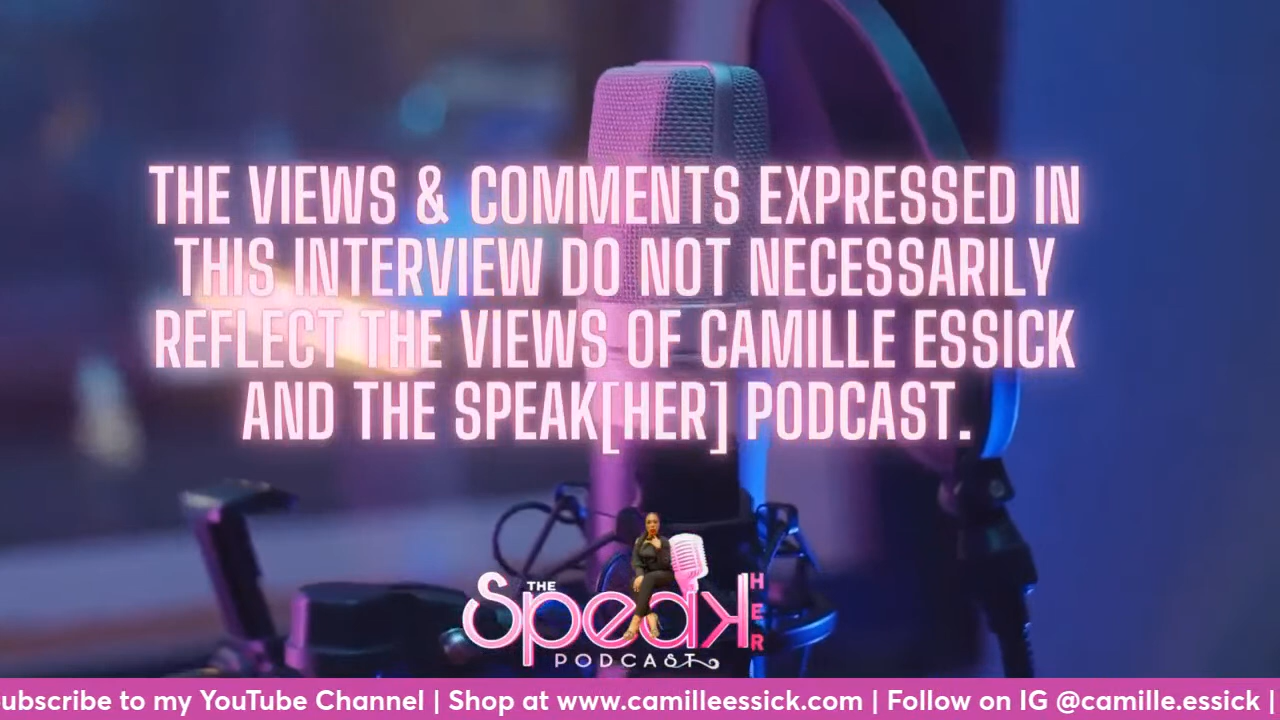 THE VIEWS & COMMENTS EXPRESSED IN
THIS INTERVIEW DO NOT NECESSARILY
REFLECT THE VIEWS OF CAMILLE ESSICK
AND THE SPEAK[HER] PODCAST.
THE
Speak
HER
PODCAST
ubscribe to my YouTube Channel | Shop at www.camilleessick.com | Follow on IG @camille.essick |